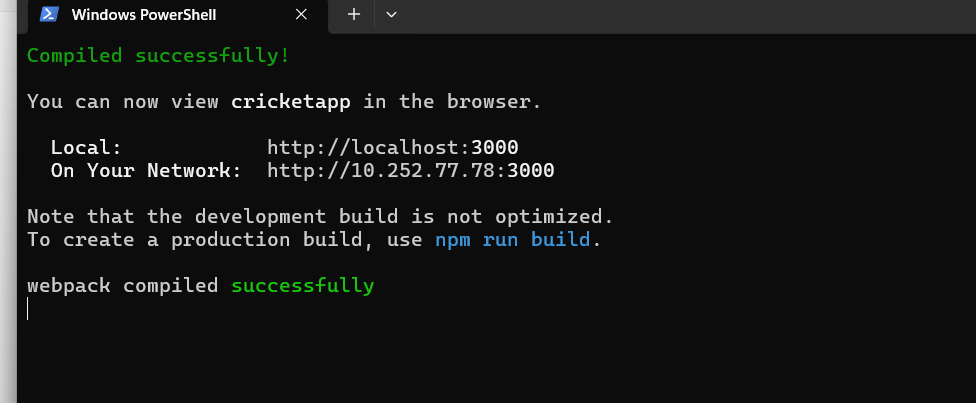 Windows PowerShell
Compiled successfully!
You can now view cricketapp in the browser.
Local: http://localhost:3000
On Your Network: http://10.252.77.78:3000
Note that the development build is not optimized.
To create a production build, use npm run build.
webpack compiled successfully